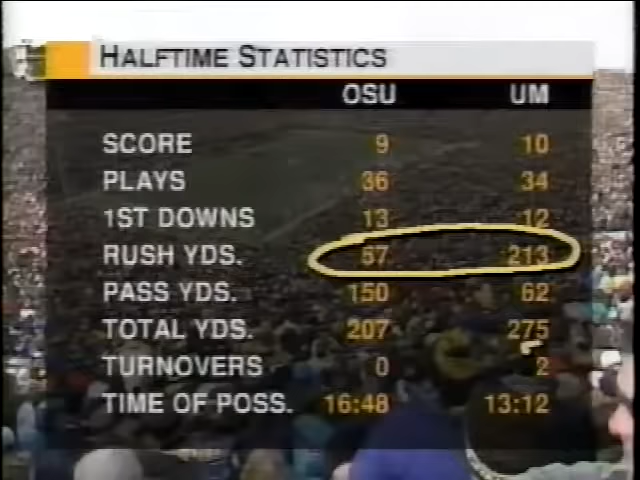 HALFTIME STATISTICS
OSU UM
SCORE 9 10
PLAYS 36 34
1ST DOWNS 13 12
RUSH YDS. 57 213
PASS YDS. 150 62
TOTAL YDS. 207 275
TURNOVERS 0 2
TIME OF POSS. 16:48 13:12